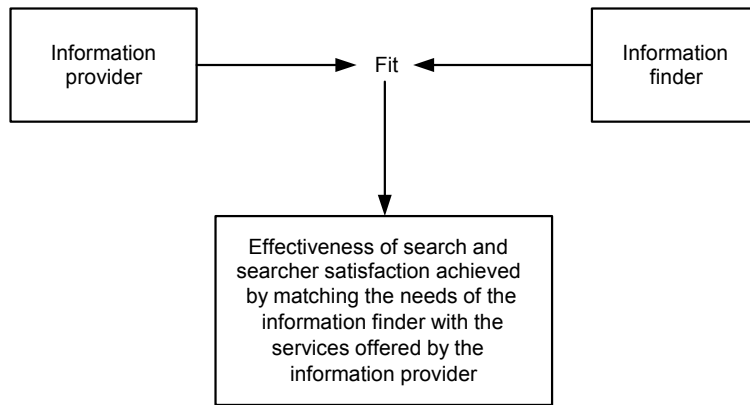 Information
provider
Fit
Information
finder
Effectiveness of search and
searcher satisfaction achieved
by matching the needs of the
information finder with the
services offered by the
information provider